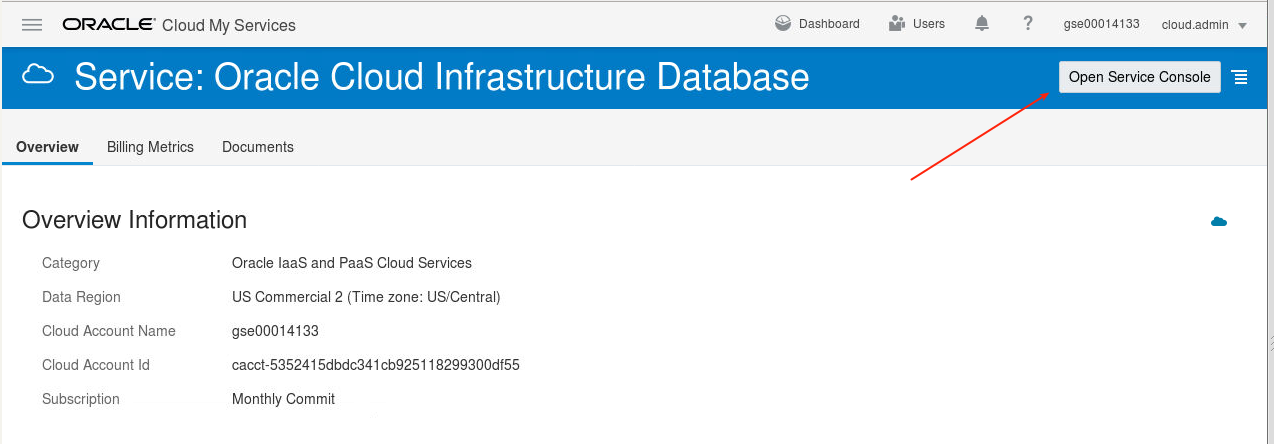 ORACLE Cloud My Services Dashboard Users ? gse00014133 cloud.admin
Service: Oracle Cloud Infrastructure Database Open Service Console
Overview Billing Metrics Documents
Overview Information
Category Oracle IaaS and PaaS Cloud Services
Data Region US Commercial 2 (Time zone: US/Central)
Cloud Account Name gse00014133
Cloud Account Id cacct-5352415dbdc341cb925118299300df55
Subscription Monthly Commit